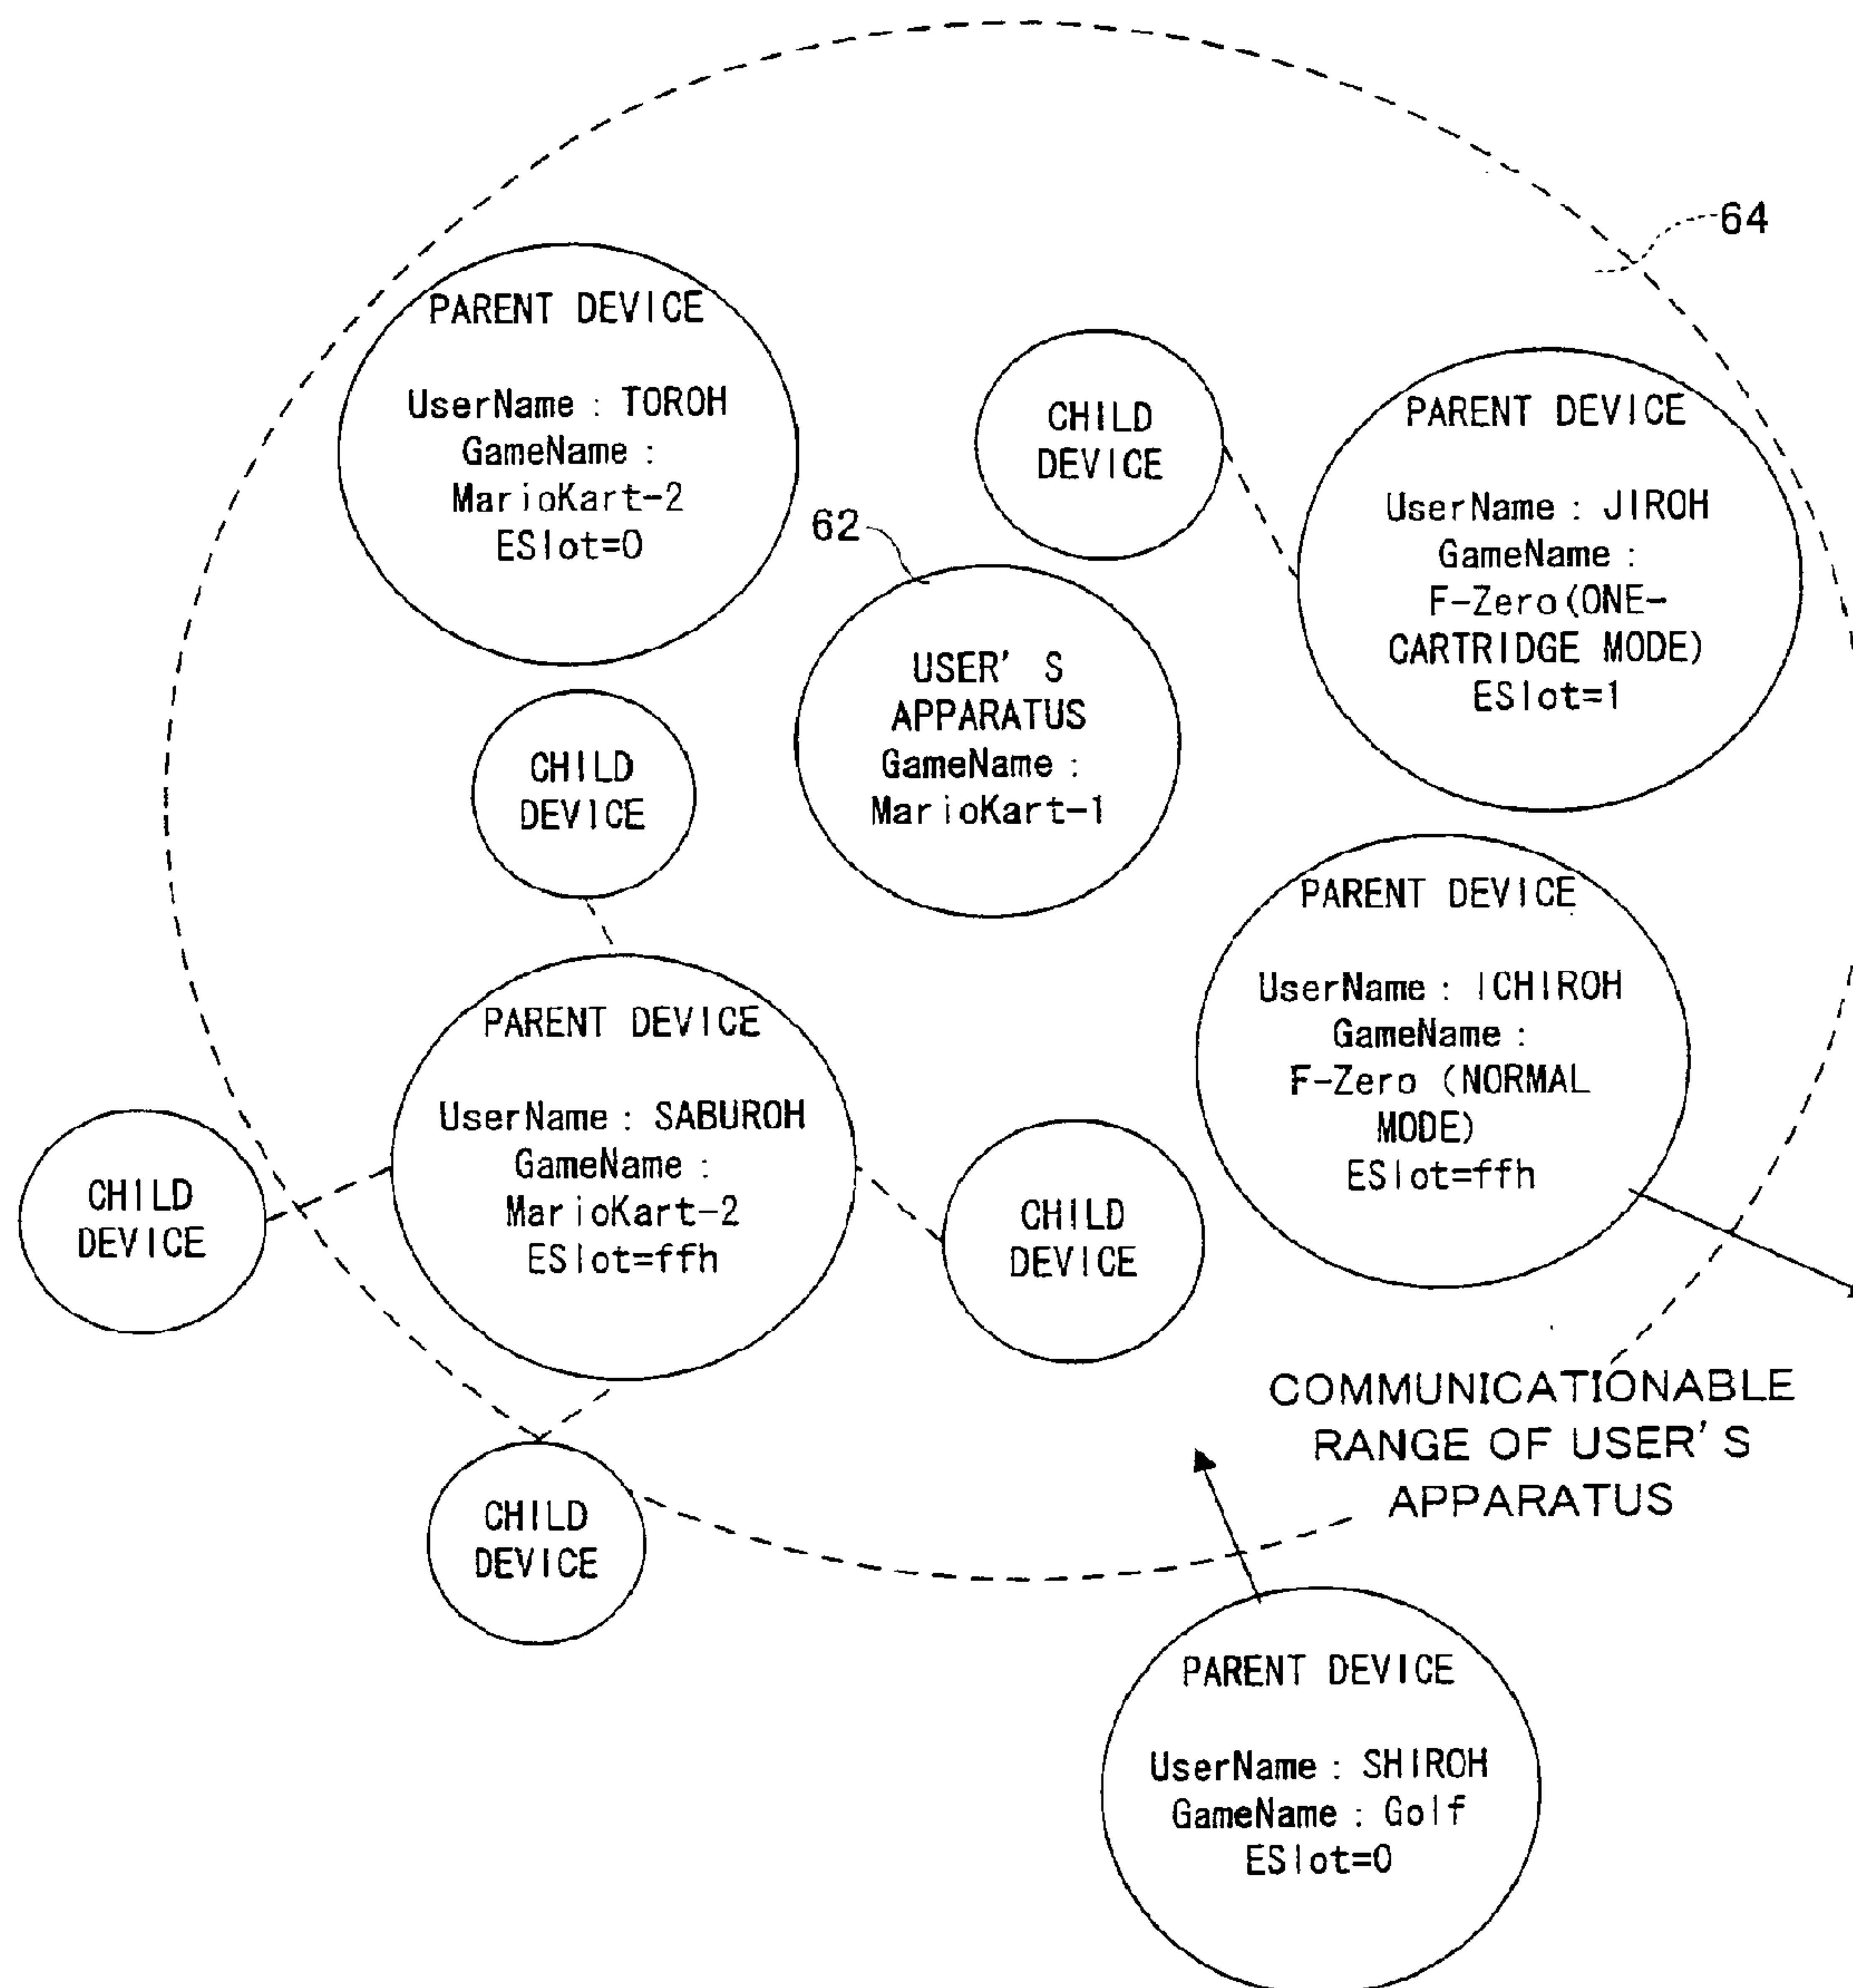 64
PARENT DEVICE
UserName : TOROH
GameName :
MarioKart-2
ESlot=0
CHILD
DEVICE
PARENT DEVICE
UserName : JIROH
GameName :
F-Zero(ONE-
CARTRIDGE MODE)
ESlot=1
62
USER'S
APPARATUS
GameName :
MarioKart-1
CHILD
DEVICE
PARENT DEVICE
UserName : ICHIROH
GameName :
F-Zero (NORMAL
MODE)
ESlot=ffh
PARENT DEVICE
UserName : SABUROH
GameName :
MarioKart-2
ESlot=ffh
CHILD
DEVICE
CHILD
DEVICE
COMMUNICATIONABLE
RANGE OF USER'S
APPARATUS
CHILD
DEVICE
PARENT DEVICE
UserName : SHIROH
GameName : Golf
ESlot=0